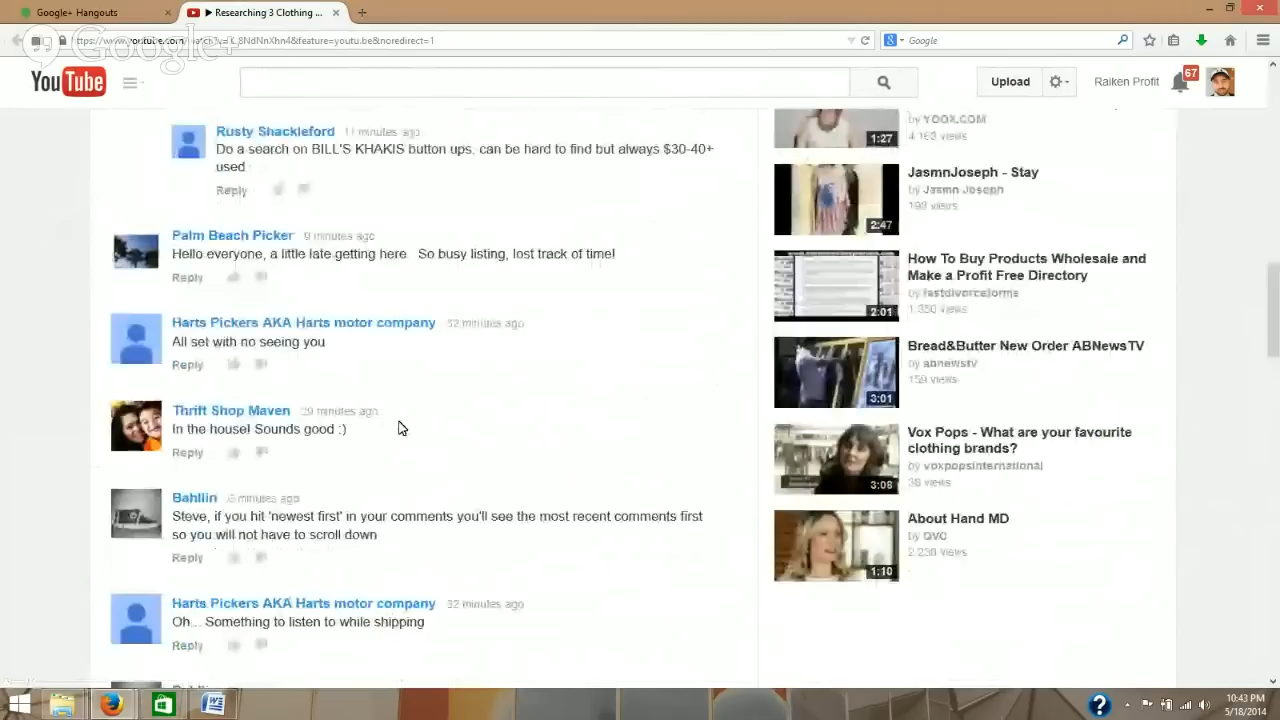 Google+ Hangouts
Researching 3 Clothing ...
https://www.youtube.com/watch?v=K_8NdNnXhn4&feature=youtu.be&noredirect=1
Google
Google+
YouTube
Upload
Raiken Profit
67
Rusty Shackleford 11 minutes ago
Do a search on BILL'S KHAKIS button ups, can be hard to find but always $30-40+
used
Reply
Palm Beach Picker 9 minutes ago
Hello everyone, a little late getting here. So busy listing, lost track of time!
Reply
Harts Pickers AKA Harts motor company 32 minutes ago
All set with no seeing you
Reply
Thrift Shop Maven 29 minutes ago
In the house! Sounds good :)
Reply
Bahllin minutes ago
Steve, if you hit 'newest first' in your comments you'll see the most recent comments first
so you will not have to scroll down
Reply
Harts Pickers AKA Harts motor company 32 minutes ago
Oh... Something to listen to while shipping
Reply
1:27
by YOOX.COM
4,163 views
2:47
JasmnJoseph - Stay
by Jasmn Joseph
193 views
2:01
How To Buy Products Wholesale and
Make a Profit Free Directory
by fastdivorceforms
1,350 views
3:01
Bread&Butter New Order ABNewsTV
by abnewstv
159 views
3:08
Vox Pops - What are your favourite
clothing brands?
by voxpopsinternational
38 views
1:10
About Hand MD
by QVC
2,230 views
10:43 PM
5/18/2014